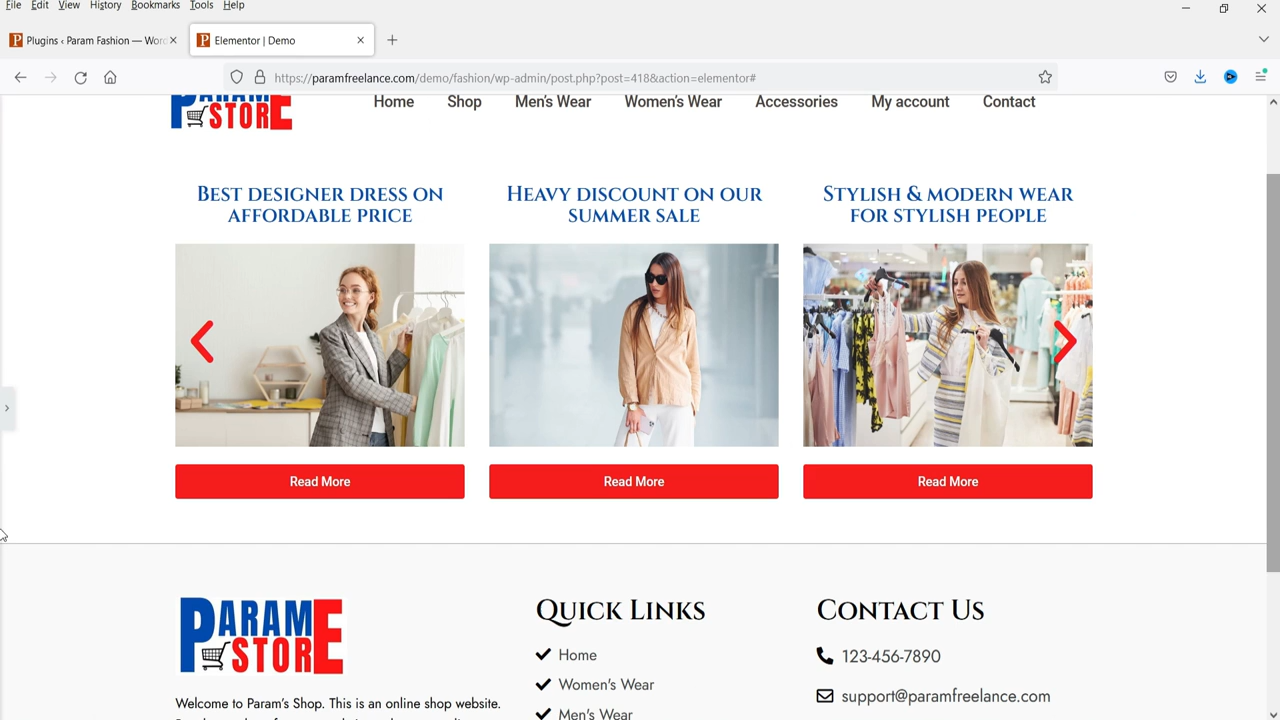 File Edit View History Bookmarks Tools Help
Plugins ‹ Param Fashion — Word
Elementor | Demo
https://paramfreelance.com/demo/fashion/wp-admin/post.php?post=418&action=elementor#
PARAM STORE
Home Shop Men's Wear Women's Wear Accessories My account Contact
Best designer dress on
affordable price
Heavy discount on our
summer sale
Stylish & modern wear
for stylish people
Read More
Read More
Read More
PARAM STORE
Quick Links
Contact Us
Home
123-456-7890
Women's Wear
support@paramfreelance.com
Welcome to Param's Shop. This is an online shop website.
Men's Wear